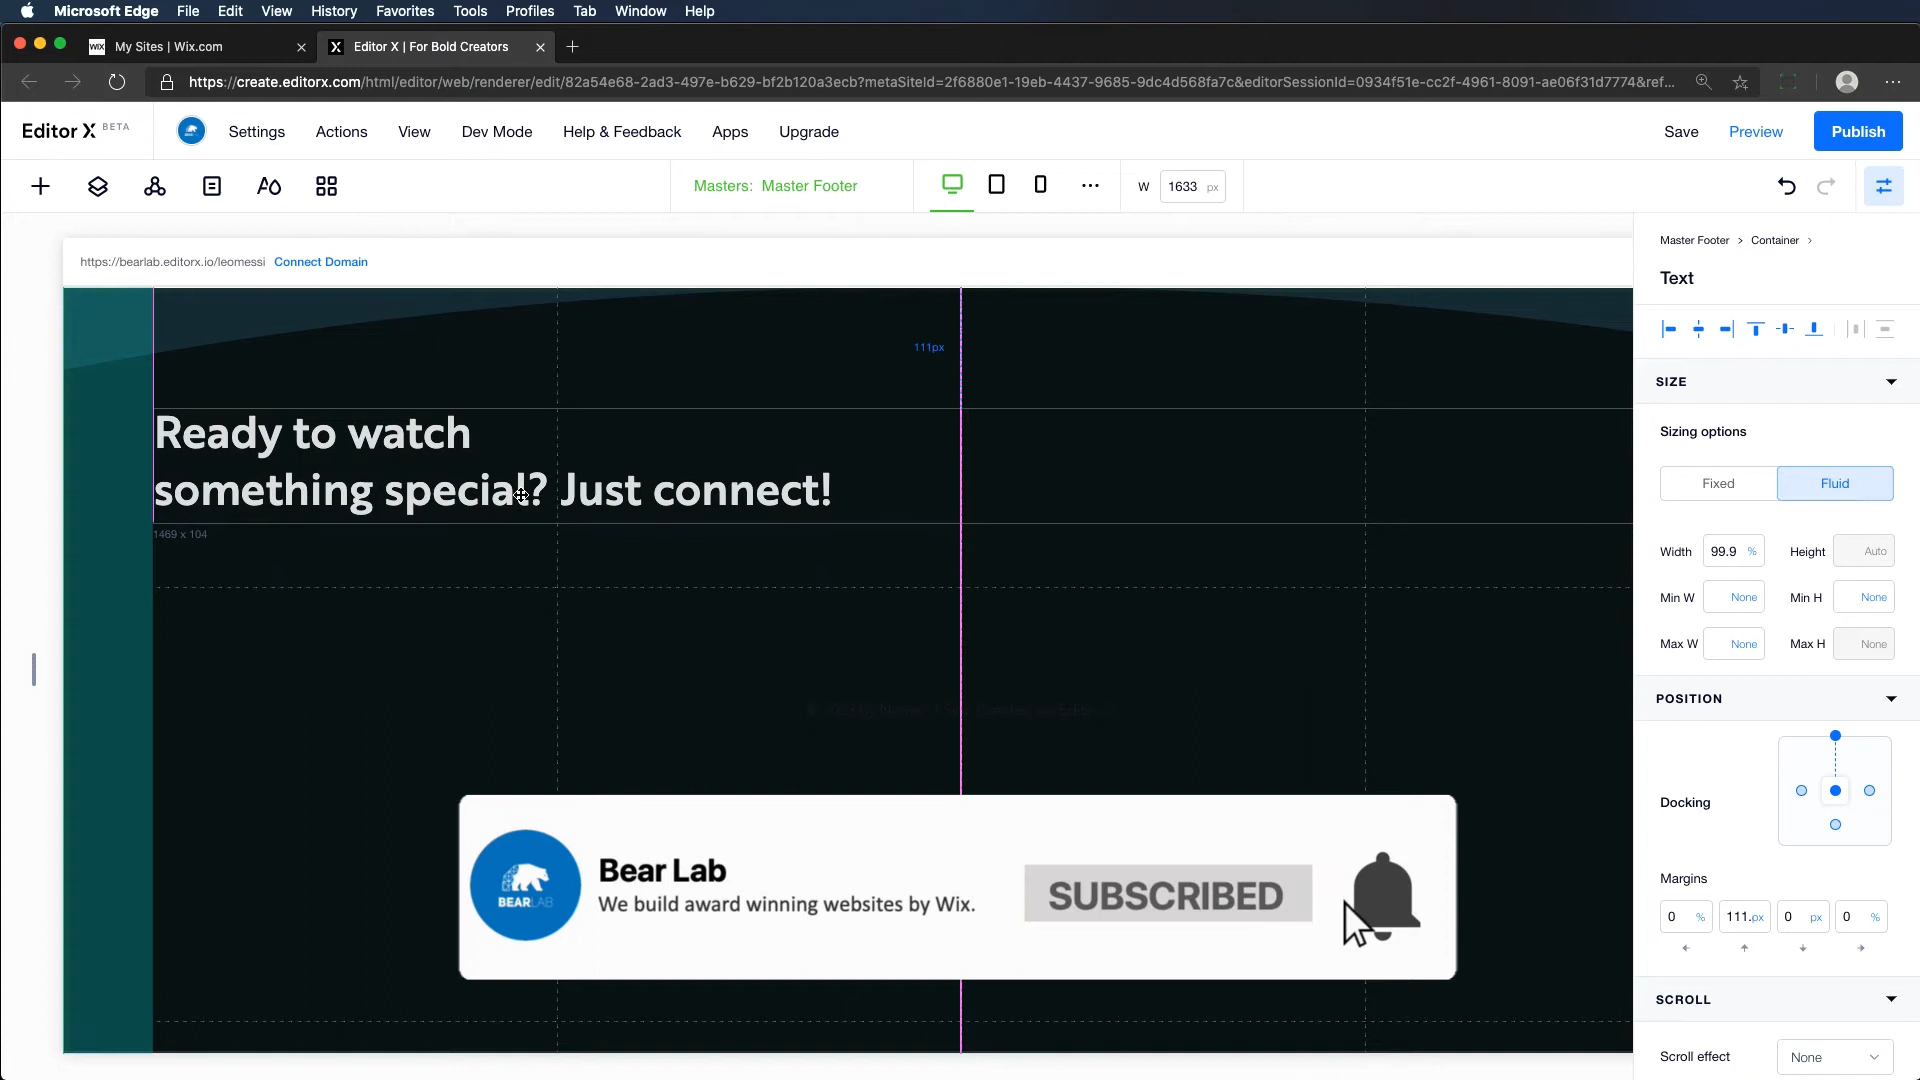 Microsoft Edge File Edit View History Favorites Tools Profiles Tab Window Help
WiX My Sites | Wix.com
X Editor X | For Bold Creators
https://create.editorx.com/html/editor/web/renderer/edit/82a54e68-2ad3-497e-b629-bf2b120a3ecb?metaSiteId=2f6880e1-19eb-4437-9685-9dc4d568fa7c&editorSessionId=0934f51e-cc2f-4961-8091-ae06f31d7774&ref...
Editor X BETA
Settings Actions View Dev Mode Help & Feedback Apps Upgrade
Save Preview Publish
Masters: Master Footer
W 1633 px
https://bearlab.editorx.io/leomessi Connect Domain
111px
Ready to watch
something special? Just connect!
1469 x 104
Bear Lab
We build award winning websites by Wix.
BEARLAB
SUBSCRIBED
Master Footer > Container >
Text
SIZE
Sizing options
Fixed Fluid
Width 99.9 % Height Auto
Min W None Min H None
Max W None Max H None
POSITION
Docking
Margins
0 % 111. px 0 px 0 %
SCROLL
Scroll effect None